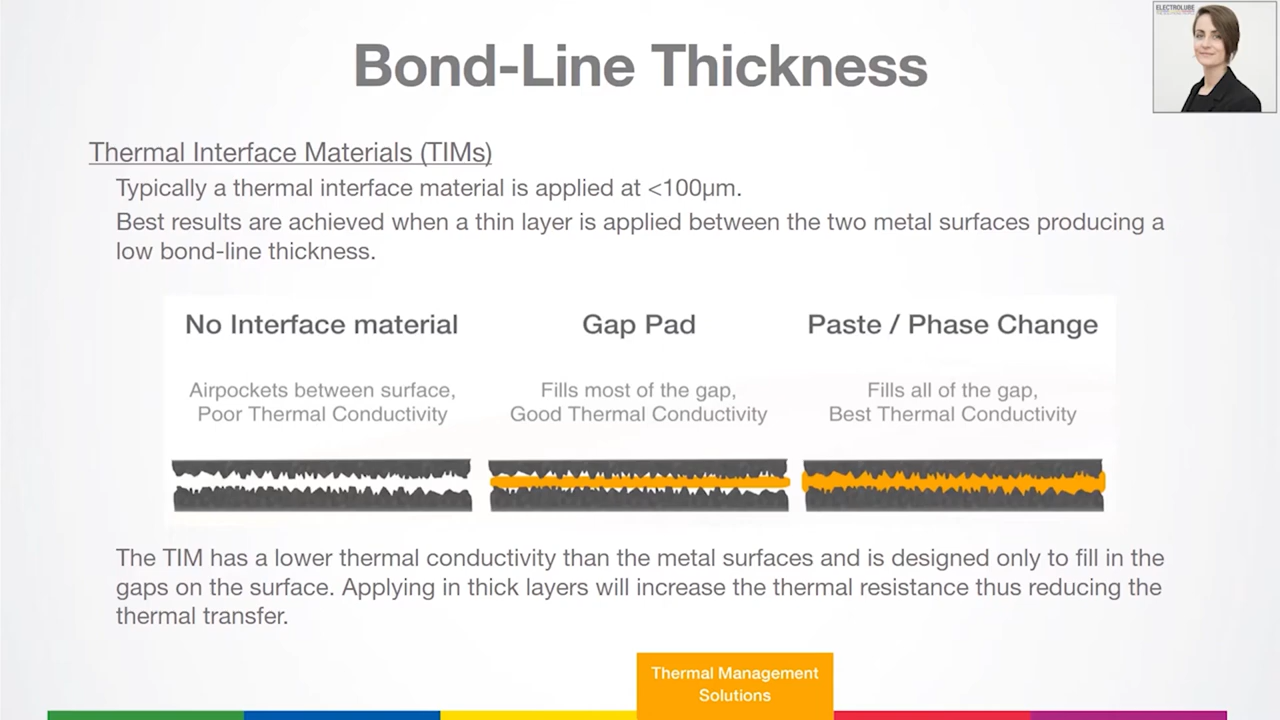 ELECTROLUBE
Bond-Line Thickness
Thermal Interface Materials (TIMs)
Typically a thermal interface material is applied at <100μm.
Best results are achieved when a thin layer is applied between the two metal surfaces producing a
low bond-line thickness.
No Interface material
Gap Pad
Paste / Phase Change
Airpockets between surface,
Poor Thermal Conductivity
Fills most of the gap,
Good Thermal Conductivity
Fills all of the gap,
Best Thermal Conductivity
The TIM has a lower thermal conductivity than the metal surfaces and is designed only to fill in the
gaps on the surface. Applying in thick layers will increase the thermal resistance thus reducing the
thermal transfer.
Thermal Management
Solutions